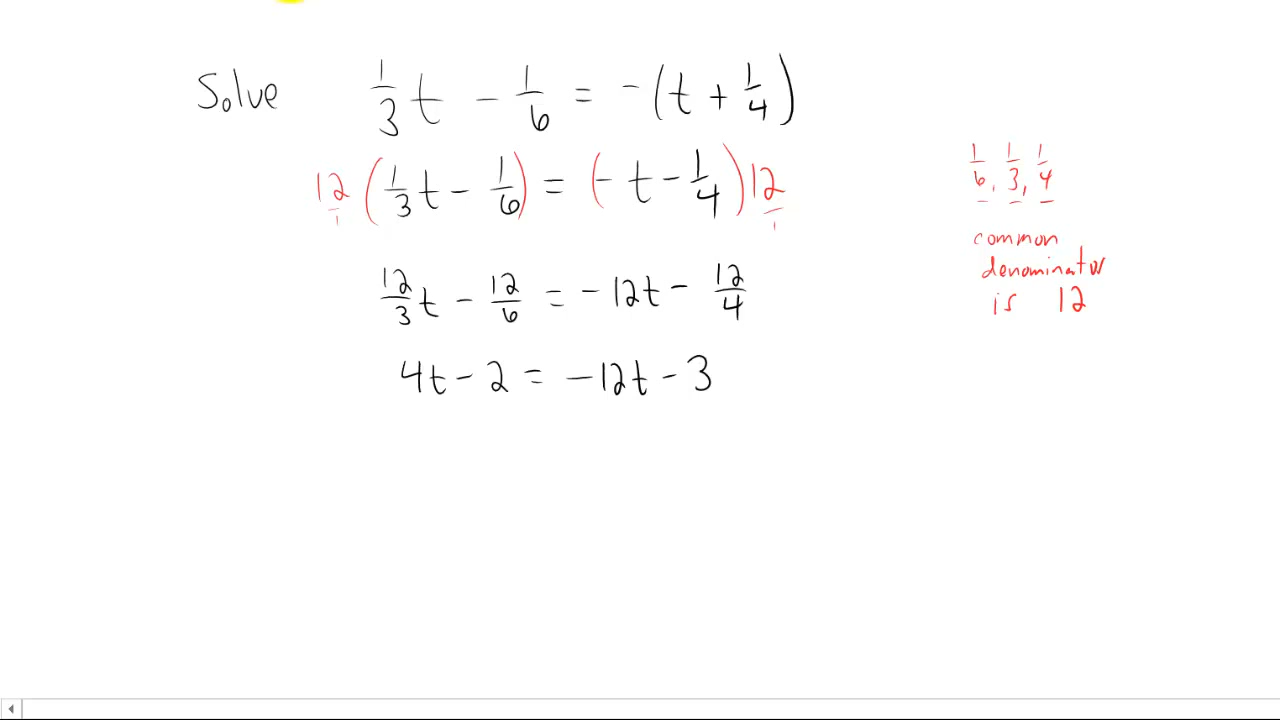 Solve 1/3 t - 1/6 = -(t + 1/4)
12/1 (1/3 t - 1/6) = (- t - 1/4) 12/1
12/3 t - 12/6 = -12t - 12/4
4t - 2 = -12t - 3
1/6, 1/3, 1/4
common
denominator
is 12